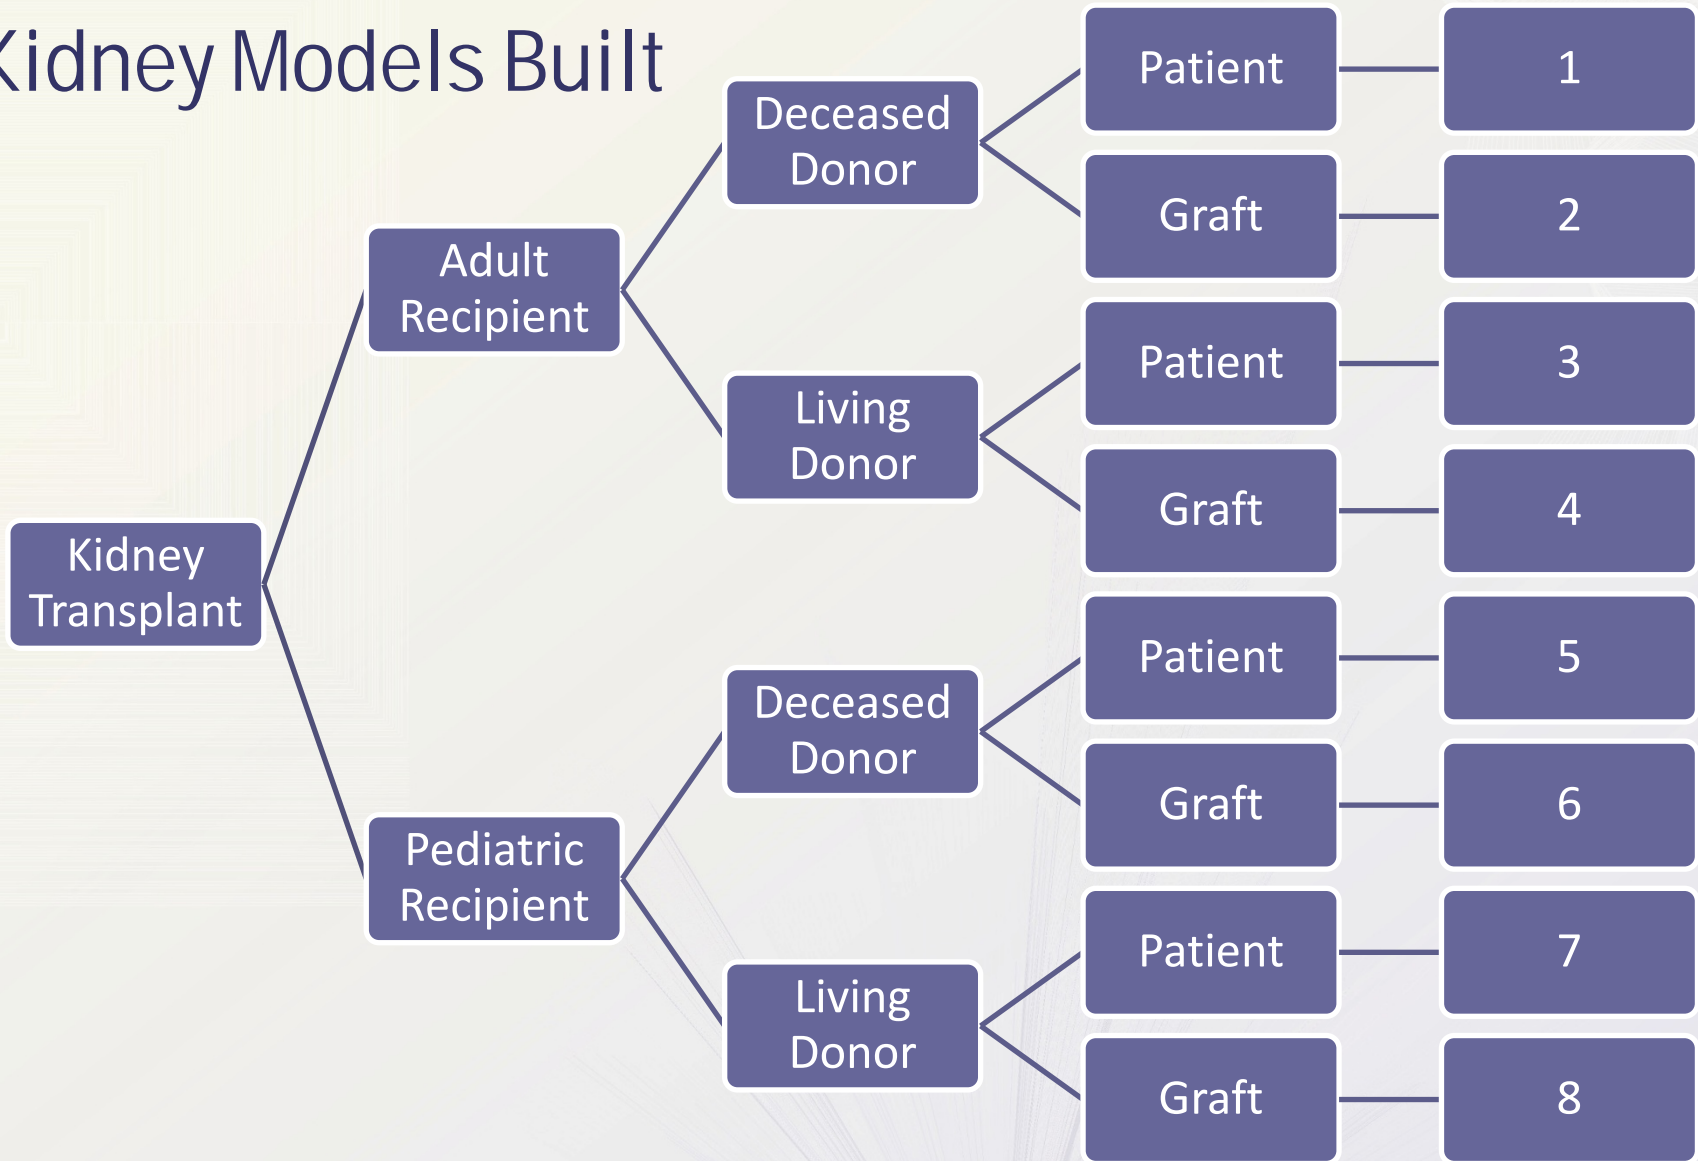 Kidney Models Built
Kidney
Transplant
Adult
Recipient
Deceased
Donor
Patient
1
Graft
2
Living
Donor
Patient
3
Graft
4
Pediatric
Recipient
Deceased
Donor
Patient
5
Graft
6
Living
Donor
Patient
7
Graft
8